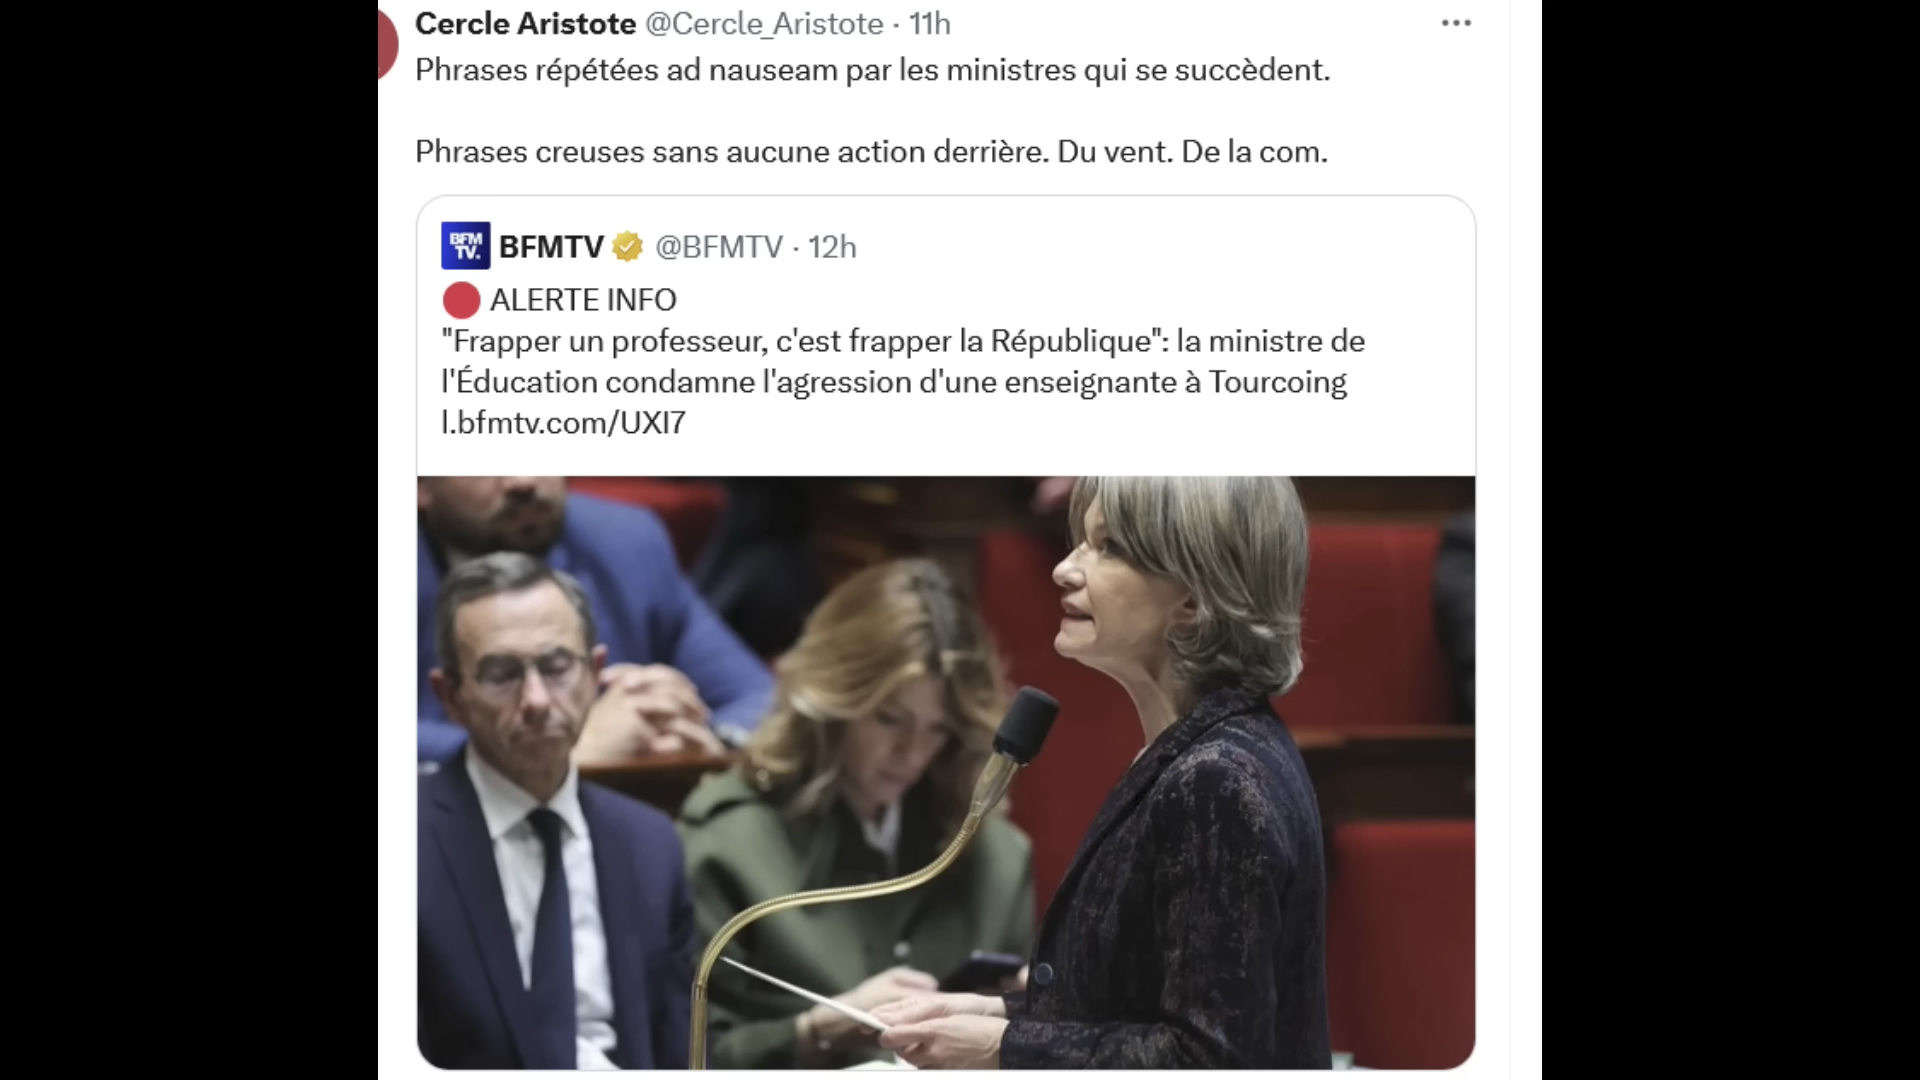 Cercle Aristote @Cercle_Aristote · 11h
Phrases répétées ad nauseam par les ministres qui se succèdent.
Phrases creuses sans aucune action derrière. Du vent. De la com.
BFM
TV.
BFMTV @BFMTV · 12h
ALERTE INFO
"Frapper un professeur, c'est frapper la République": la ministre de
l'Éducation condamne l'agression d'une enseignante à Tourcoing
l.bfmtv.com/UXI7